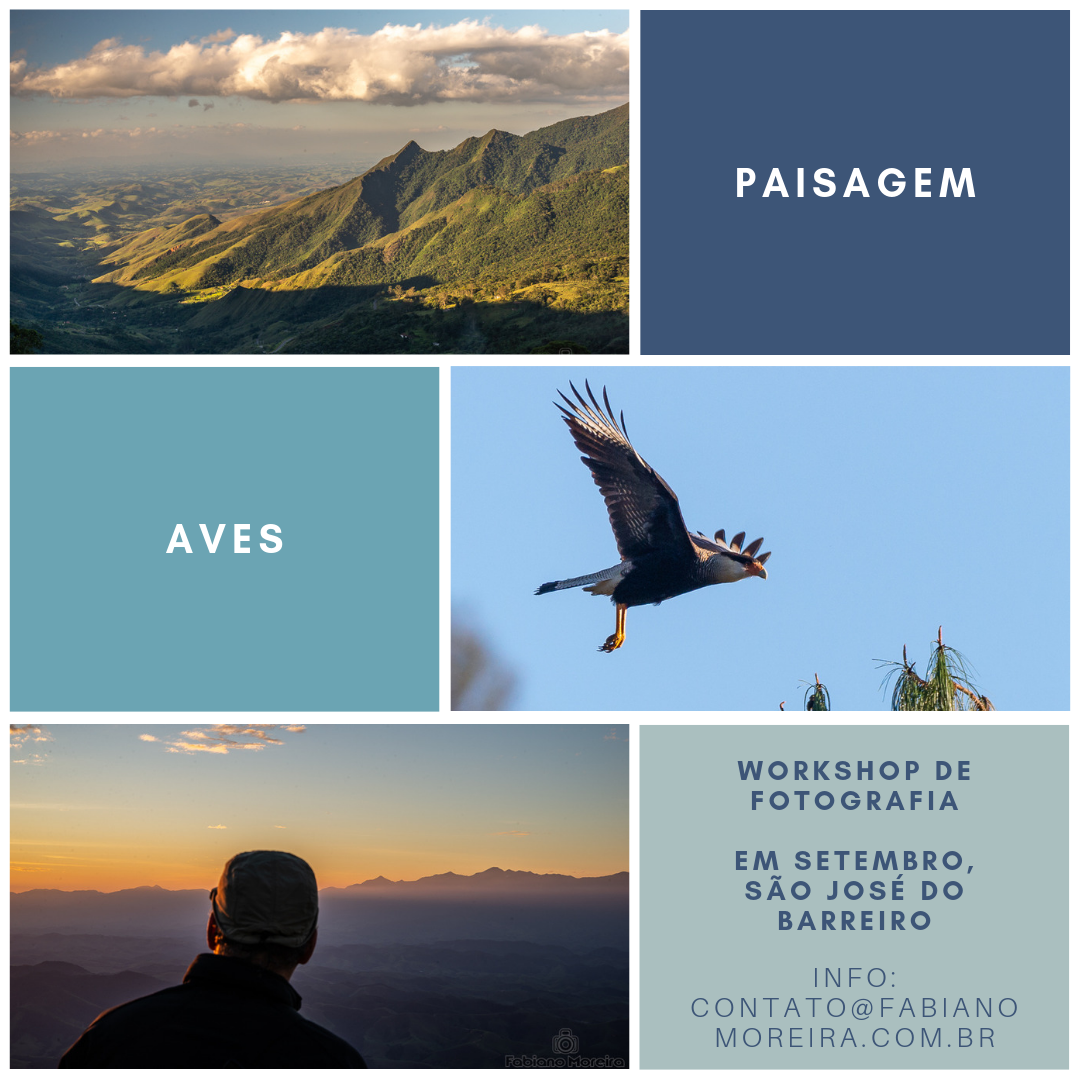 PAISAGEM
AVES
WORKSHOP DE
FOTOGRAFIA
EM SETEMBRO,
SÃO JOSÉ DO
BARREIRO
INFO:
CONTATO@FABIANO
MOREIRA.COM.BR
Fabiano Moreira